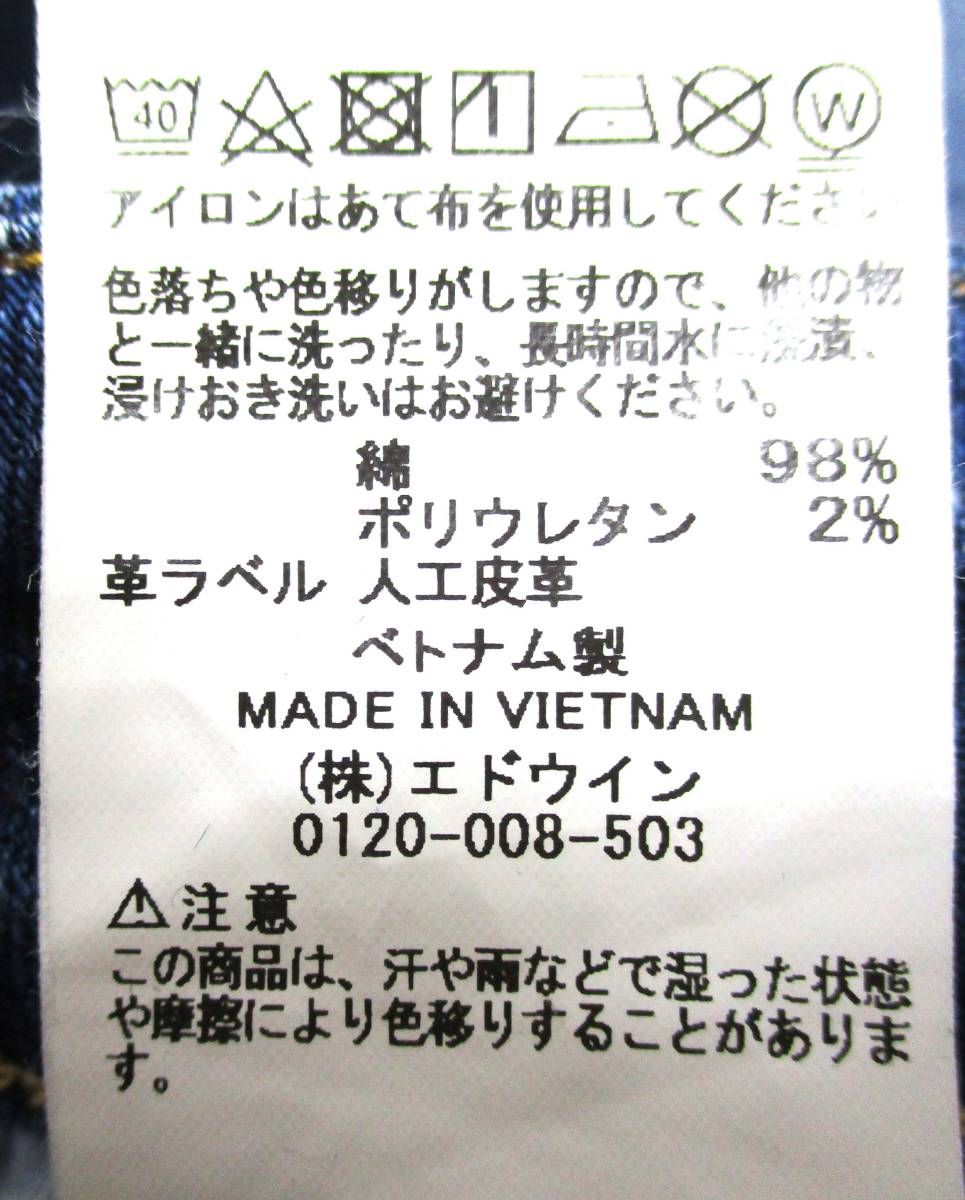 40 W
アイロンはあて布を使用してください
色落ちや色移りがしますので、他の物
と一緒に洗ったり、長時間水に浸漬、
浸けおき洗いはお避けください。
綿 98%
ポリウレタン 2%
革ラベル 人工皮革
ベトナム製
MADE IN VIETNAM
(株)エドウイン
0120-008-503
⚠注意
この商品は、汗や雨などで湿った状態
や摩擦により色移りすることがありま
す。